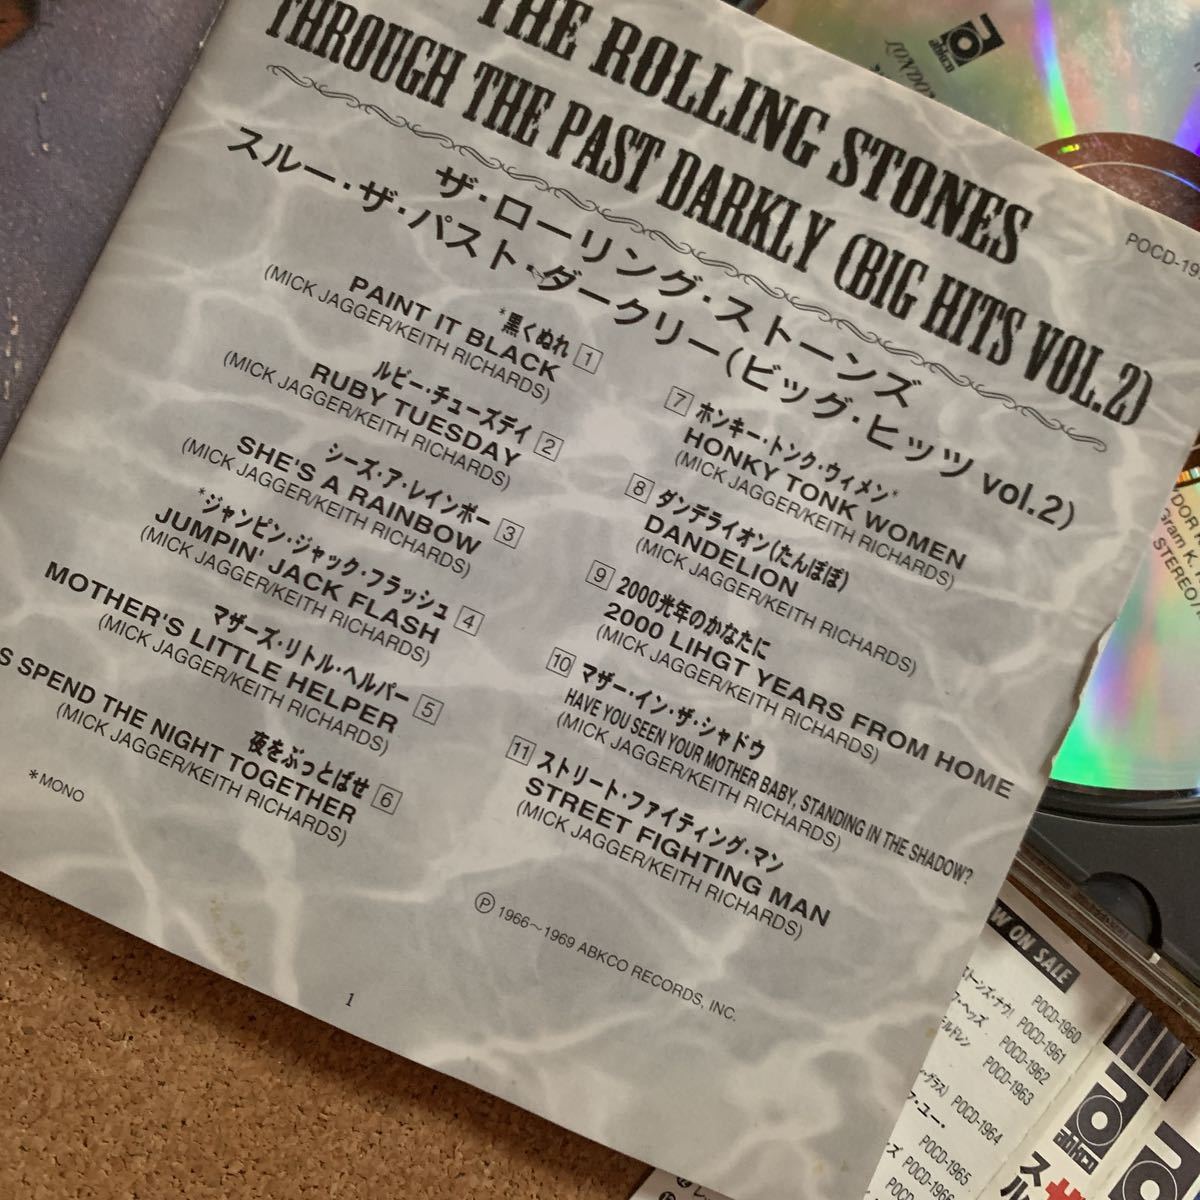 THE ROLLING STONES
THROUGH THE PAST DARKLY (BIG HITS VOL.2)
ザ・ローリング・ストーンズ
スルー・ザ・パスト・ダークリー(ビッグ・ヒッツ vol.2)
*黒くぬれ 1
PAINT IT BLACK
(MICK JAGGER/KEITH RICHARDS)
ルビー・チューズデイ 2
RUBY TUESDAY
(MICK JAGGER/KEITH RICHARDS)
シーズ・ア・レインボー 3
SHE'S A RAINBOW
(MICK JAGGER/KEITH RICHARDS)
*ジャンピン・ジャック・フラッシュ 4
JUMPIN' JACK FLASH
(MICK JAGGER/KEITH RICHARDS)
マザーズ・リトル・ヘルパー 5
MOTHER'S LITTLE HELPER
(MICK JAGGER/KEITH RICHARDS)
夜をぶっとばせ 6
S SPEND THE NIGHT TOGETHER
(MICK JAGGER/KEITH RICHARDS)
*MONO
7 ホンキー・トンク・ウィメン*
HONKY TONK WOMEN
(MICK JAGGER/KEITH RICHARDS)
8 ダンデライオン(たんぽぽ)
DANDELION
(MICK JAGGER/KEITH RICHARDS)
9 2000光年のかなたに
2000 LIHGT YEARS FROM HOME
(MICK JAGGER/KEITH RICHARDS)
10 マザー・イン・ザ・シャドウ
HAVE YOU SEEN YOUR MOTHER BABY, STANDING IN THE SHADOW?
(MICK JAGGER/KEITH RICHARDS)
11 ストリート・ファイティング・マン
STREET FIGHTING MAN
(MICK JAGGER/KEITH RICHARDS)
Ⓟ 1966〜1969 ABKCO RECORDS, INC.
1
abkco
LONDON
STEREO/
ON SALE
ストーンズ・ナウ! POCD-1960
POCD-1961
POCD-1962
POCD-1963
POCD-1964
POCD-1965
abkco